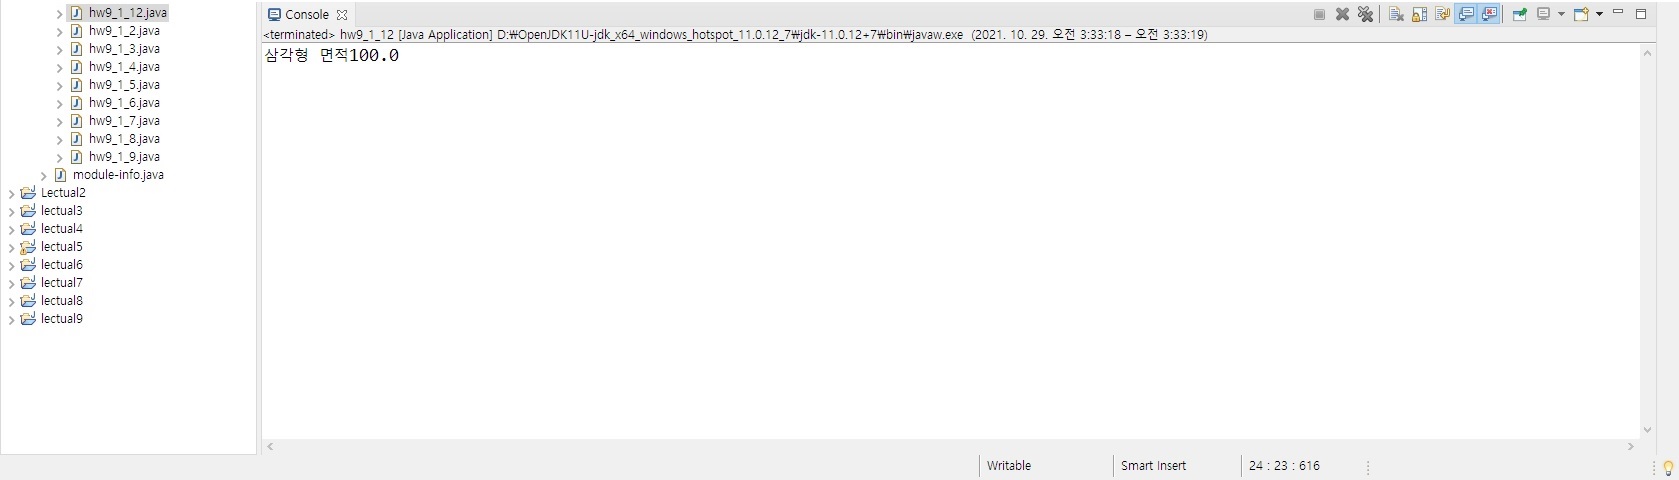 hw9_1_12.java
hw9_1_2.java
hw9_1_3.java
hw9_1_4.java
hw9_1_5.java
hw9_1_6.java
hw9_1_7.java
hw9_1_8.java
hw9_1_9.java
module-info.java
Lectual2
lectual3
lectual4
lectual5
lectual6
lectual7
lectual8
lectual9
Console
<terminated> hw9_1_12 [Java Application] D:₩OpenJDK11U-jdk_x64_windows_hotspot_11.0.12_7₩jdk-11.0.12+7₩bin₩javaw.exe (2021. 10. 29. 오전 3:33:18 – 오전 3:33:19)
삼각형 면적100.0
Writable
Smart Insert
24 : 23 : 616